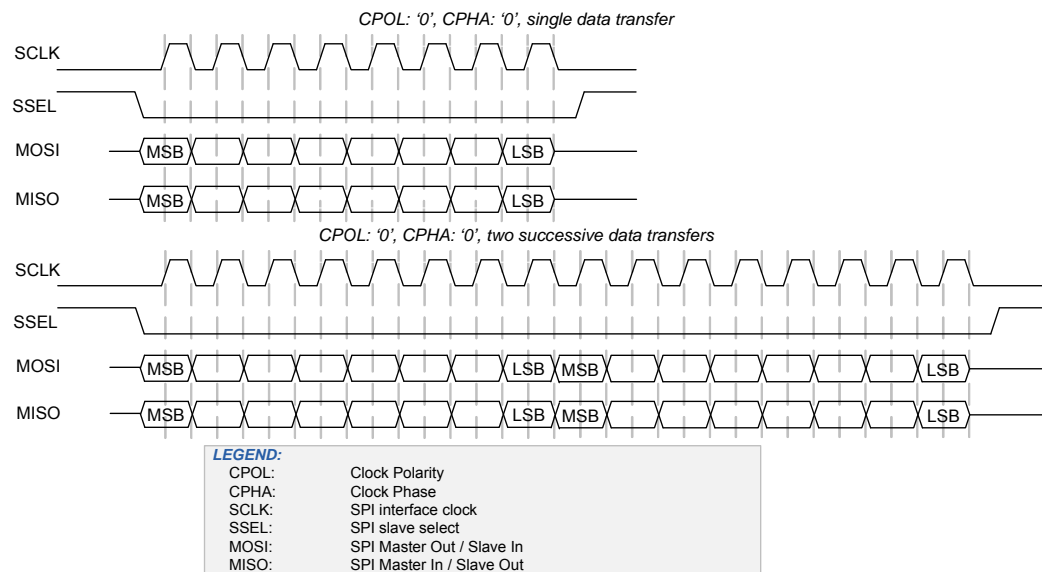 CPOL: ‘0’, CPHA: ‘0’, single data transfer
SCLK
SSEL
MOSI MSB LSB
MISO MSB LSB
CPOL: ‘0’, CPHA: ‘0’, two successive data transfers
SCLK
SSEL
MOSI MSB LSB MSB LSB
MISO MSB LSB MSB LSB
LEGEND:
CPOL: Clock Polarity
CPHA: Clock Phase
SCLK: SPI interface clock
SSEL: SPI slave select
MOSI: SPI Master Out / Slave In
MISO: SPI Master In / Slave Out